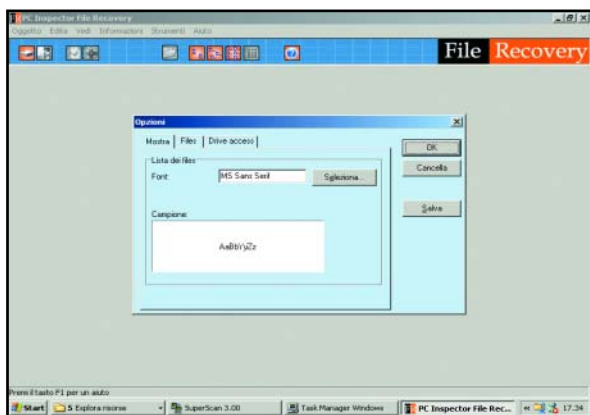 PC Inspector File Recovery
Oggetto Edita Vedi Informazioni Strumenti Aiuto
File Recovery
Opzioni
Mostra Files Drive access
OK
Lista dei files
Font: MS Sans Serif Seleziona...
Cancella
Salva
Campione:
AaBbYyZz
Premi il tasto F1 per un aiuto
Start 5 Esplora risorse SuperScan 3.00 Task Manager Windows PC Inspector File Rec... « 17.34